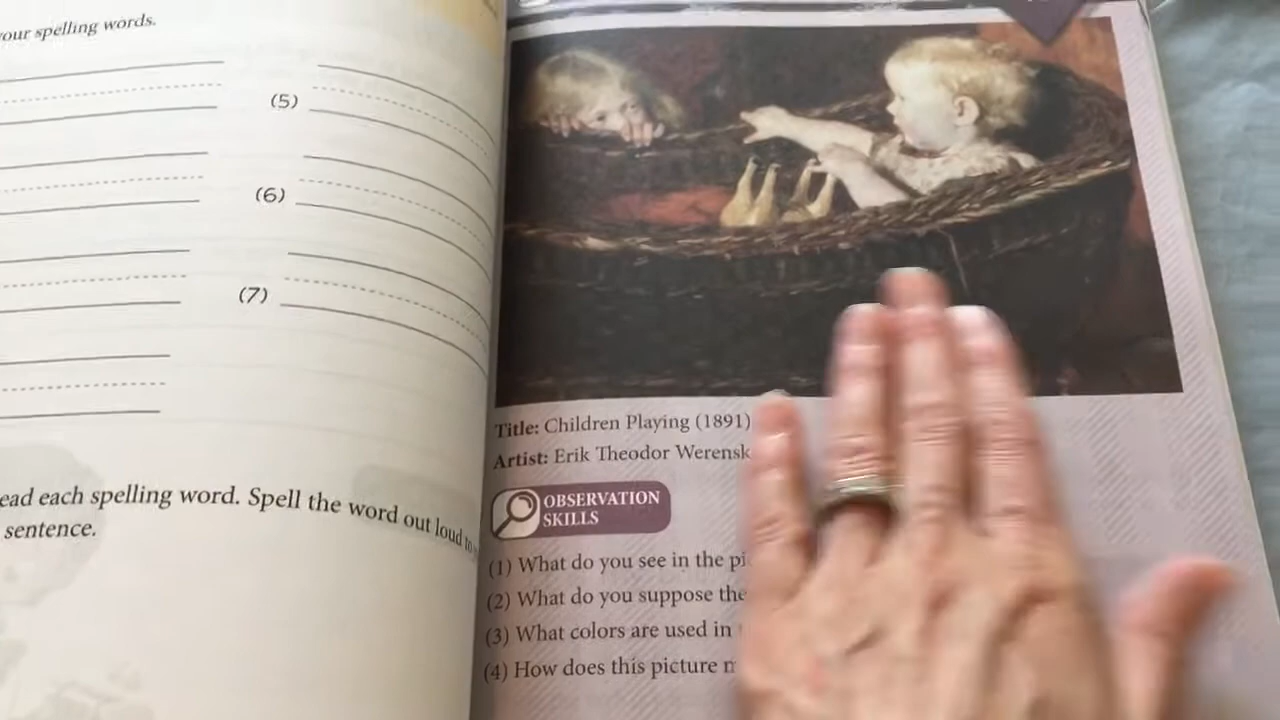 your spelling words.
(5)
(6)
(7)
each spelling word. Spell the word out loud
sentence.
Title: Children Playing (1891)
Artist: Erik Theodor Werensk
OBSERVATION
SKILLS
(1) What do you see in the
(2) What do you suppose the
(3) What colors are used in
(4) How does this picture